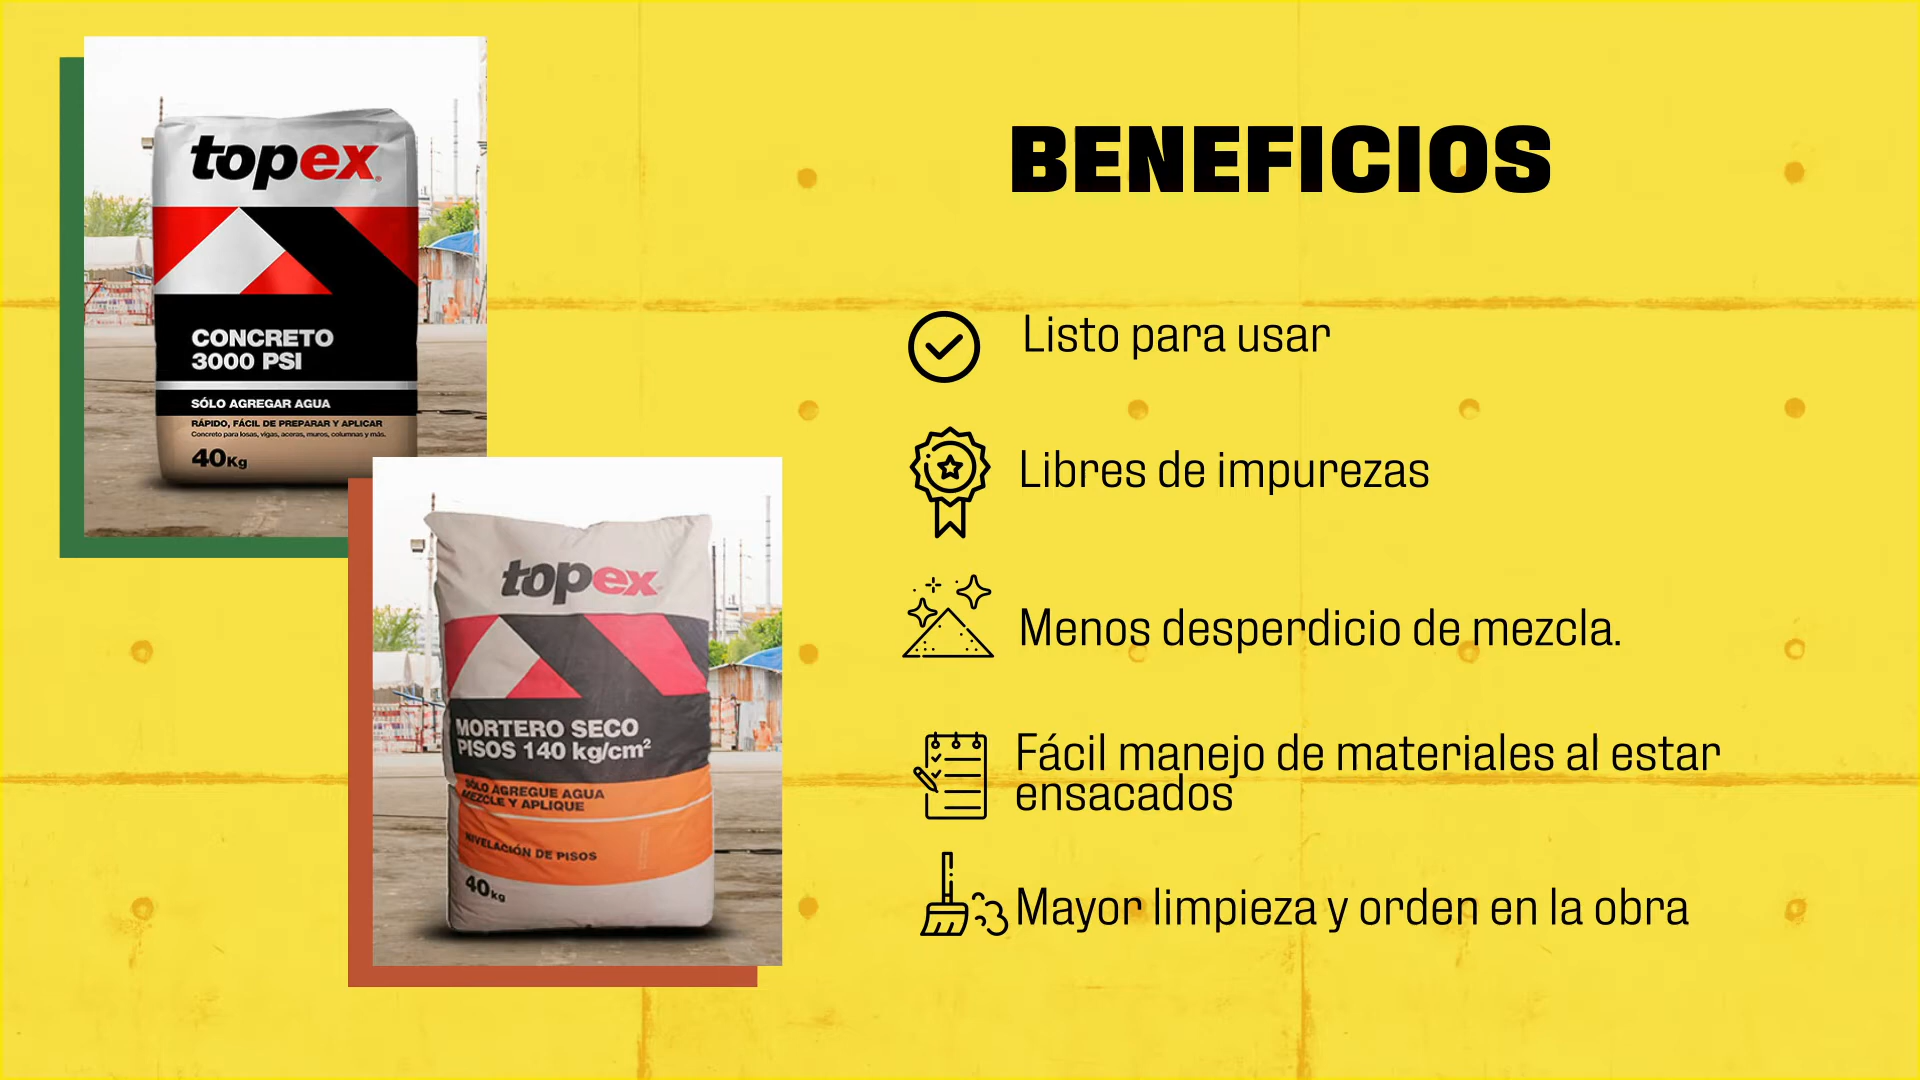 topex
CONCRETO
3000 PSI
SÓLO AGREGAR AGUA
RÁPIDO, FÁCIL DE PREPARAR Y APLICAR
Concreto para losas, vigas, aceras, muros, columnas y más.
40Kg
topex
MORTERO SECO
PISOS 140 kg/cm²
SÓLO AGREGUE AGUA
MEZCLE Y APLIQUE
NIVELACIÓN DE PISOS
40kg
BENEFICIOS
Listo para usar
Libres de impurezas
Menos desperdicio de mezcla.
Fácil manejo de materiales al estar
ensacados
Mayor limpieza y orden en la obra